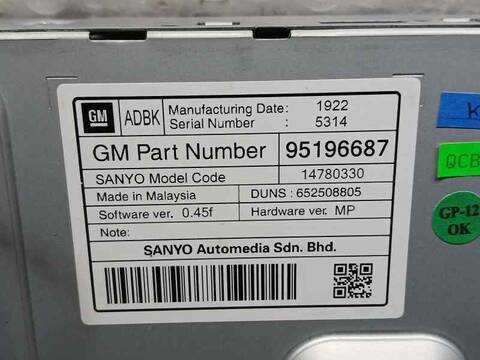 GM ADBK Manufacturing Date: 1922
Serial Number : 5314
GM Part Number 95196687
SANYO Model Code 14780330
Made in Malaysia DUNS : 652508805
Software ver. 0.45f Hardware ver. MP
Note:
SANYO Automedia Sdn. Bhd.
K
QCB
GP-12
OK